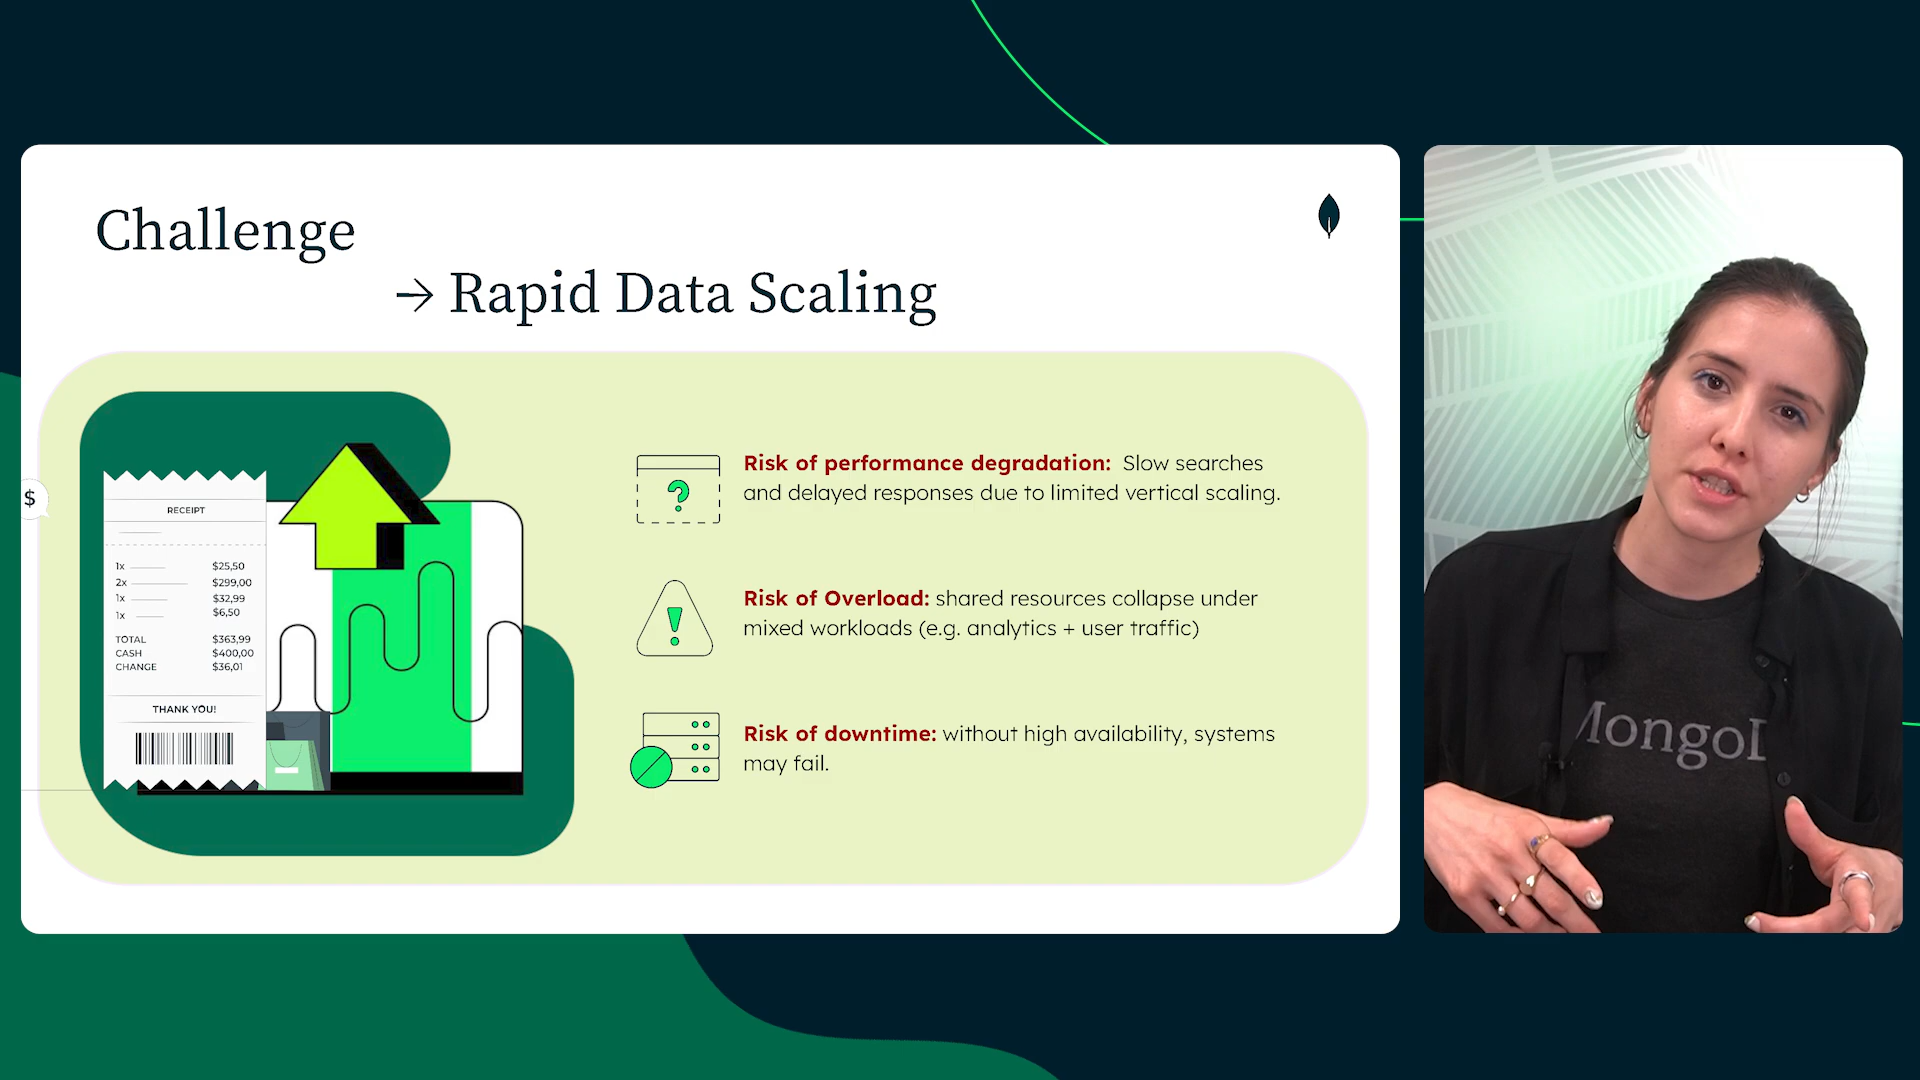 Challenge
→ Rapid Data Scaling
$
RECEIPT
1x $25,50
2x $299,00
1x $32,99
1x $6,50
TOTAL $363,99
CASH $400,00
CHANGE $36,01
THANK YOU!
Risk of performance degradation: Slow searches
and delayed responses due to limited vertical scaling.
Risk of Overload: shared resources collapse under
mixed workloads (e.g. analytics + user traffic)
Risk of downtime: without high availability, systems
may fail.
MongoD